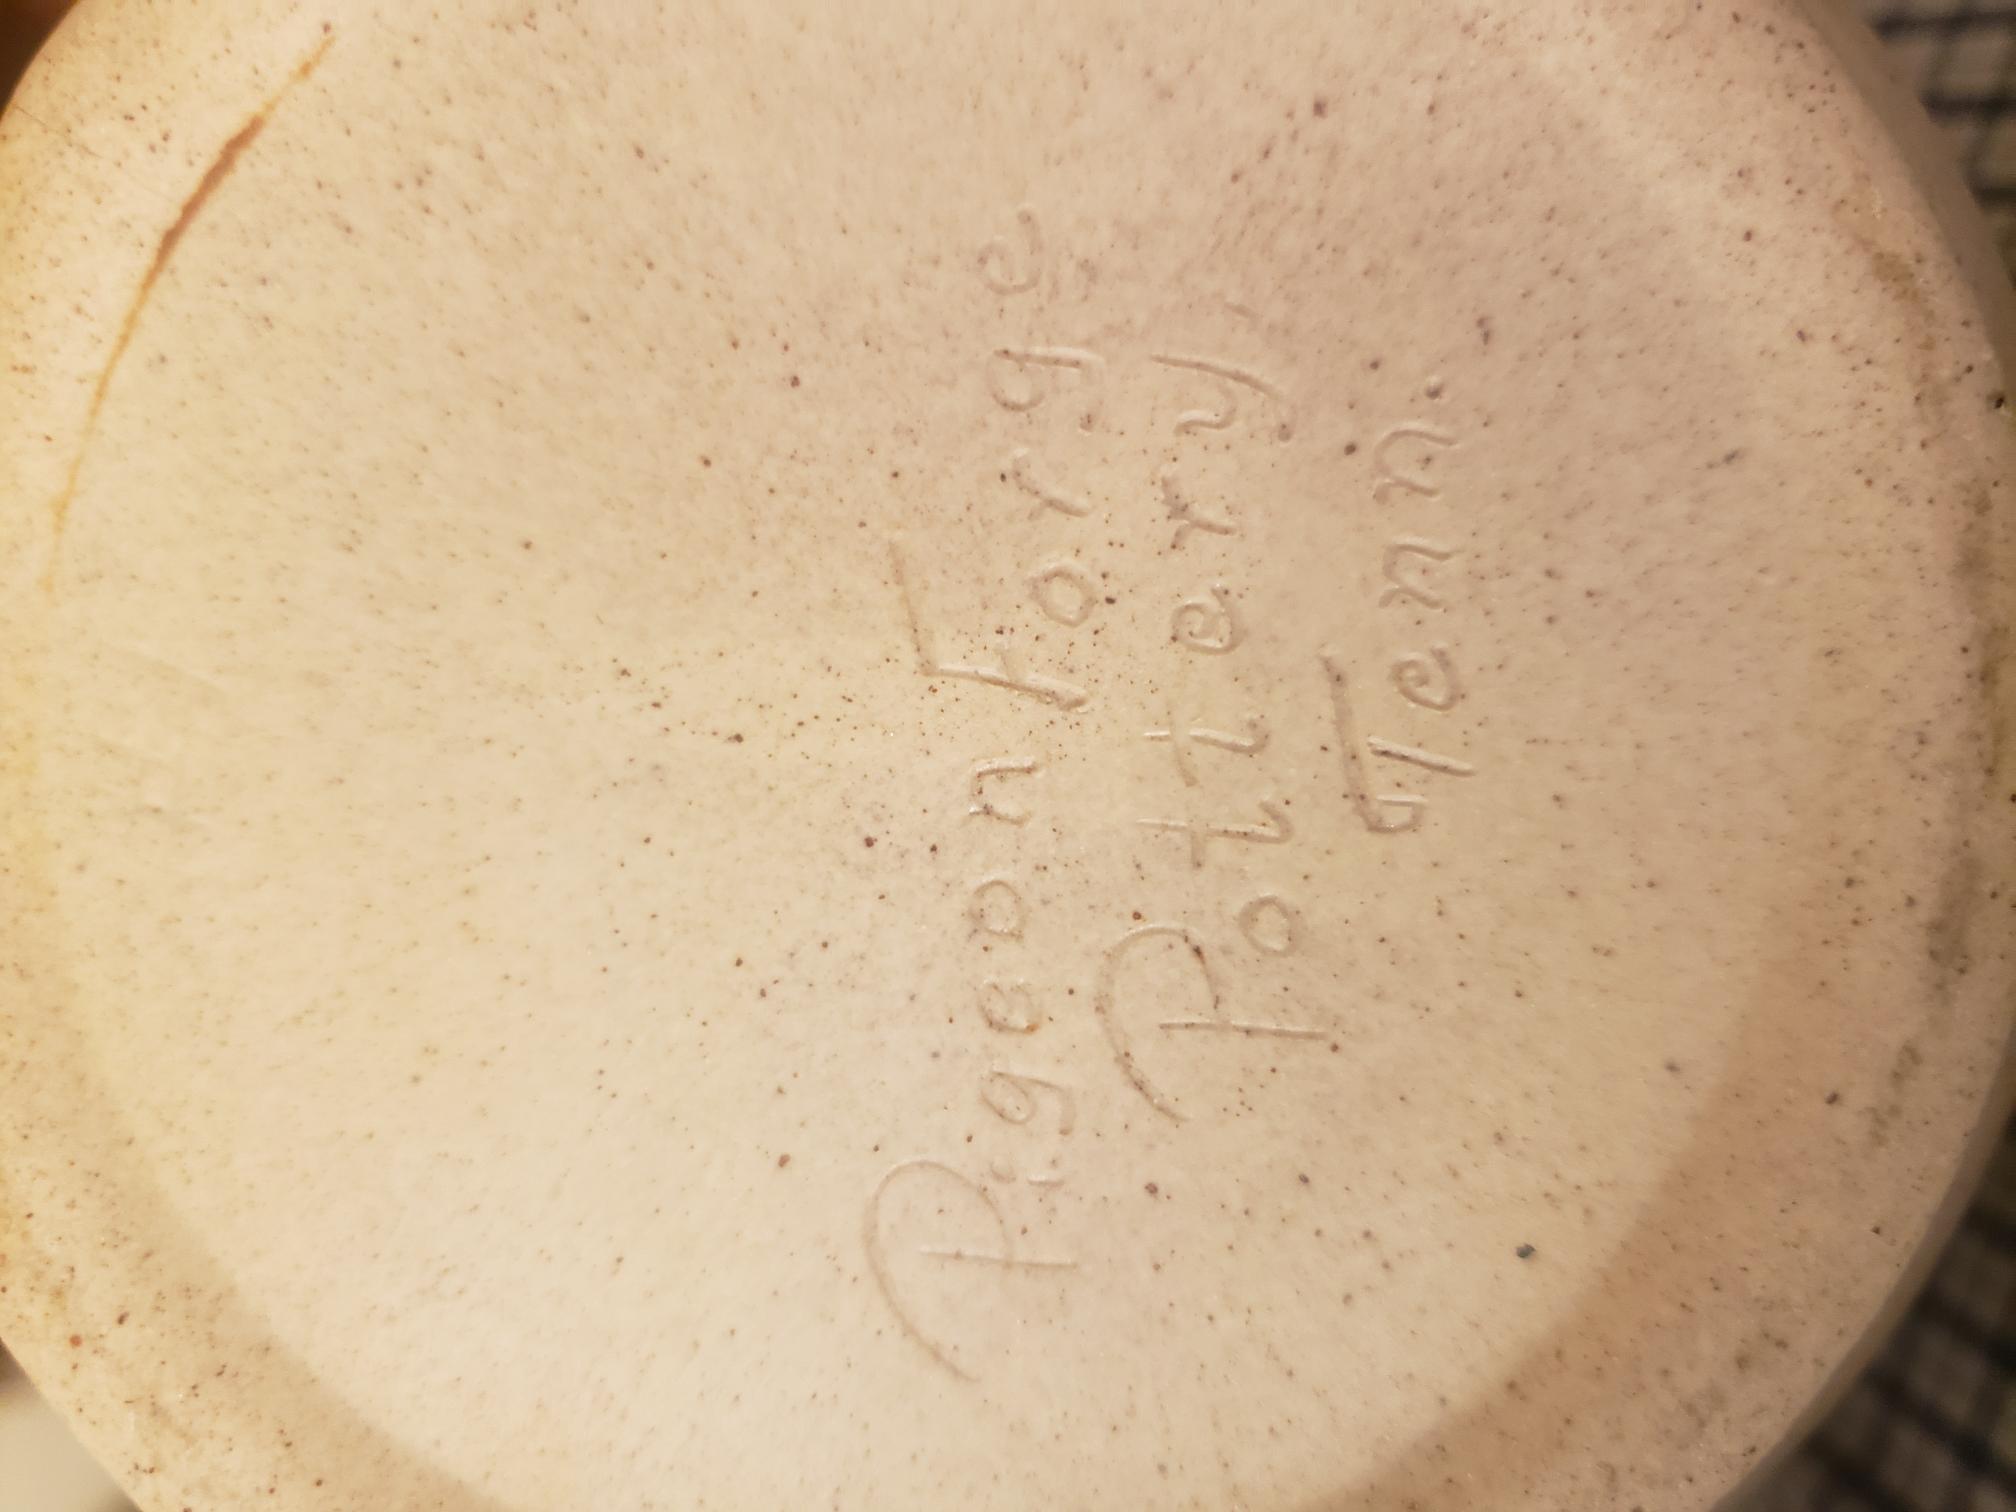 Pigeon Forge
Pottery,
Tenn.